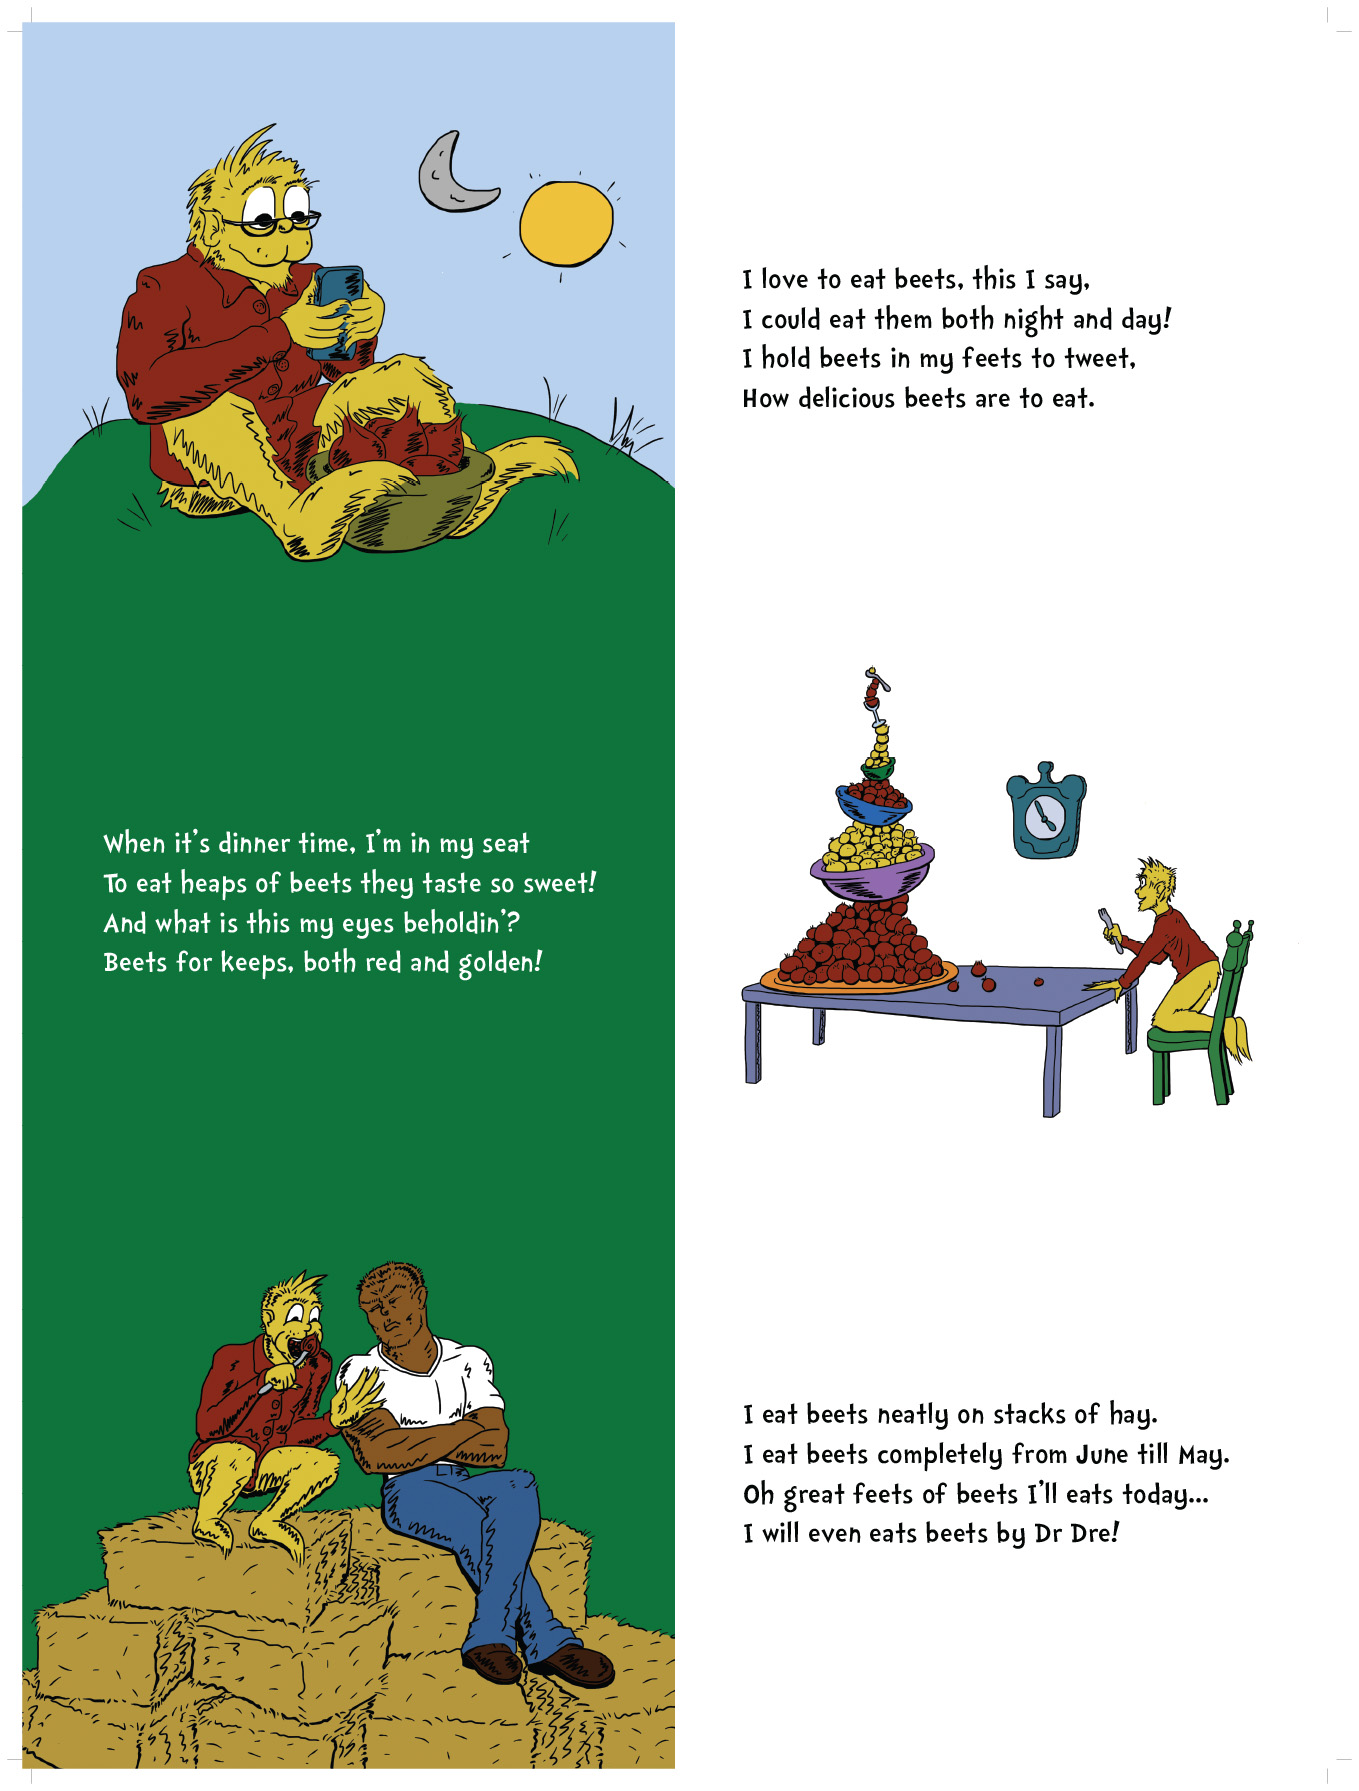 I love to eat beets, this I say,
I could eat them both night and day!
I hold beets in my feets to tweet,
How delicious beets are to eat.
When it's dinner time, I'm in my seat
To eat heaps of beets they taste so sweet!
And what is this my eyes beholdin'?
Beets for keeps, both red and golden!
I eat beets neatly on stacks of hay.
I eat beets completely from June till May.
Oh great feets of beets I'll eats today...
I will even eats beets by Dr Dre!